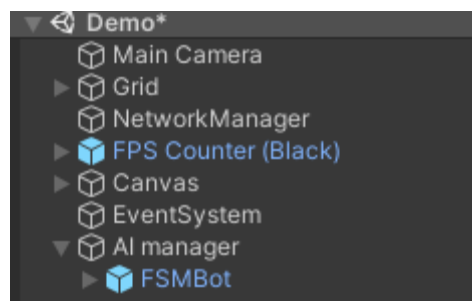 Demo*
Main Camera
Grid
NetworkManager
FPS Counter (Black)
Canvas
EventSystem
AI manager
FSMBot